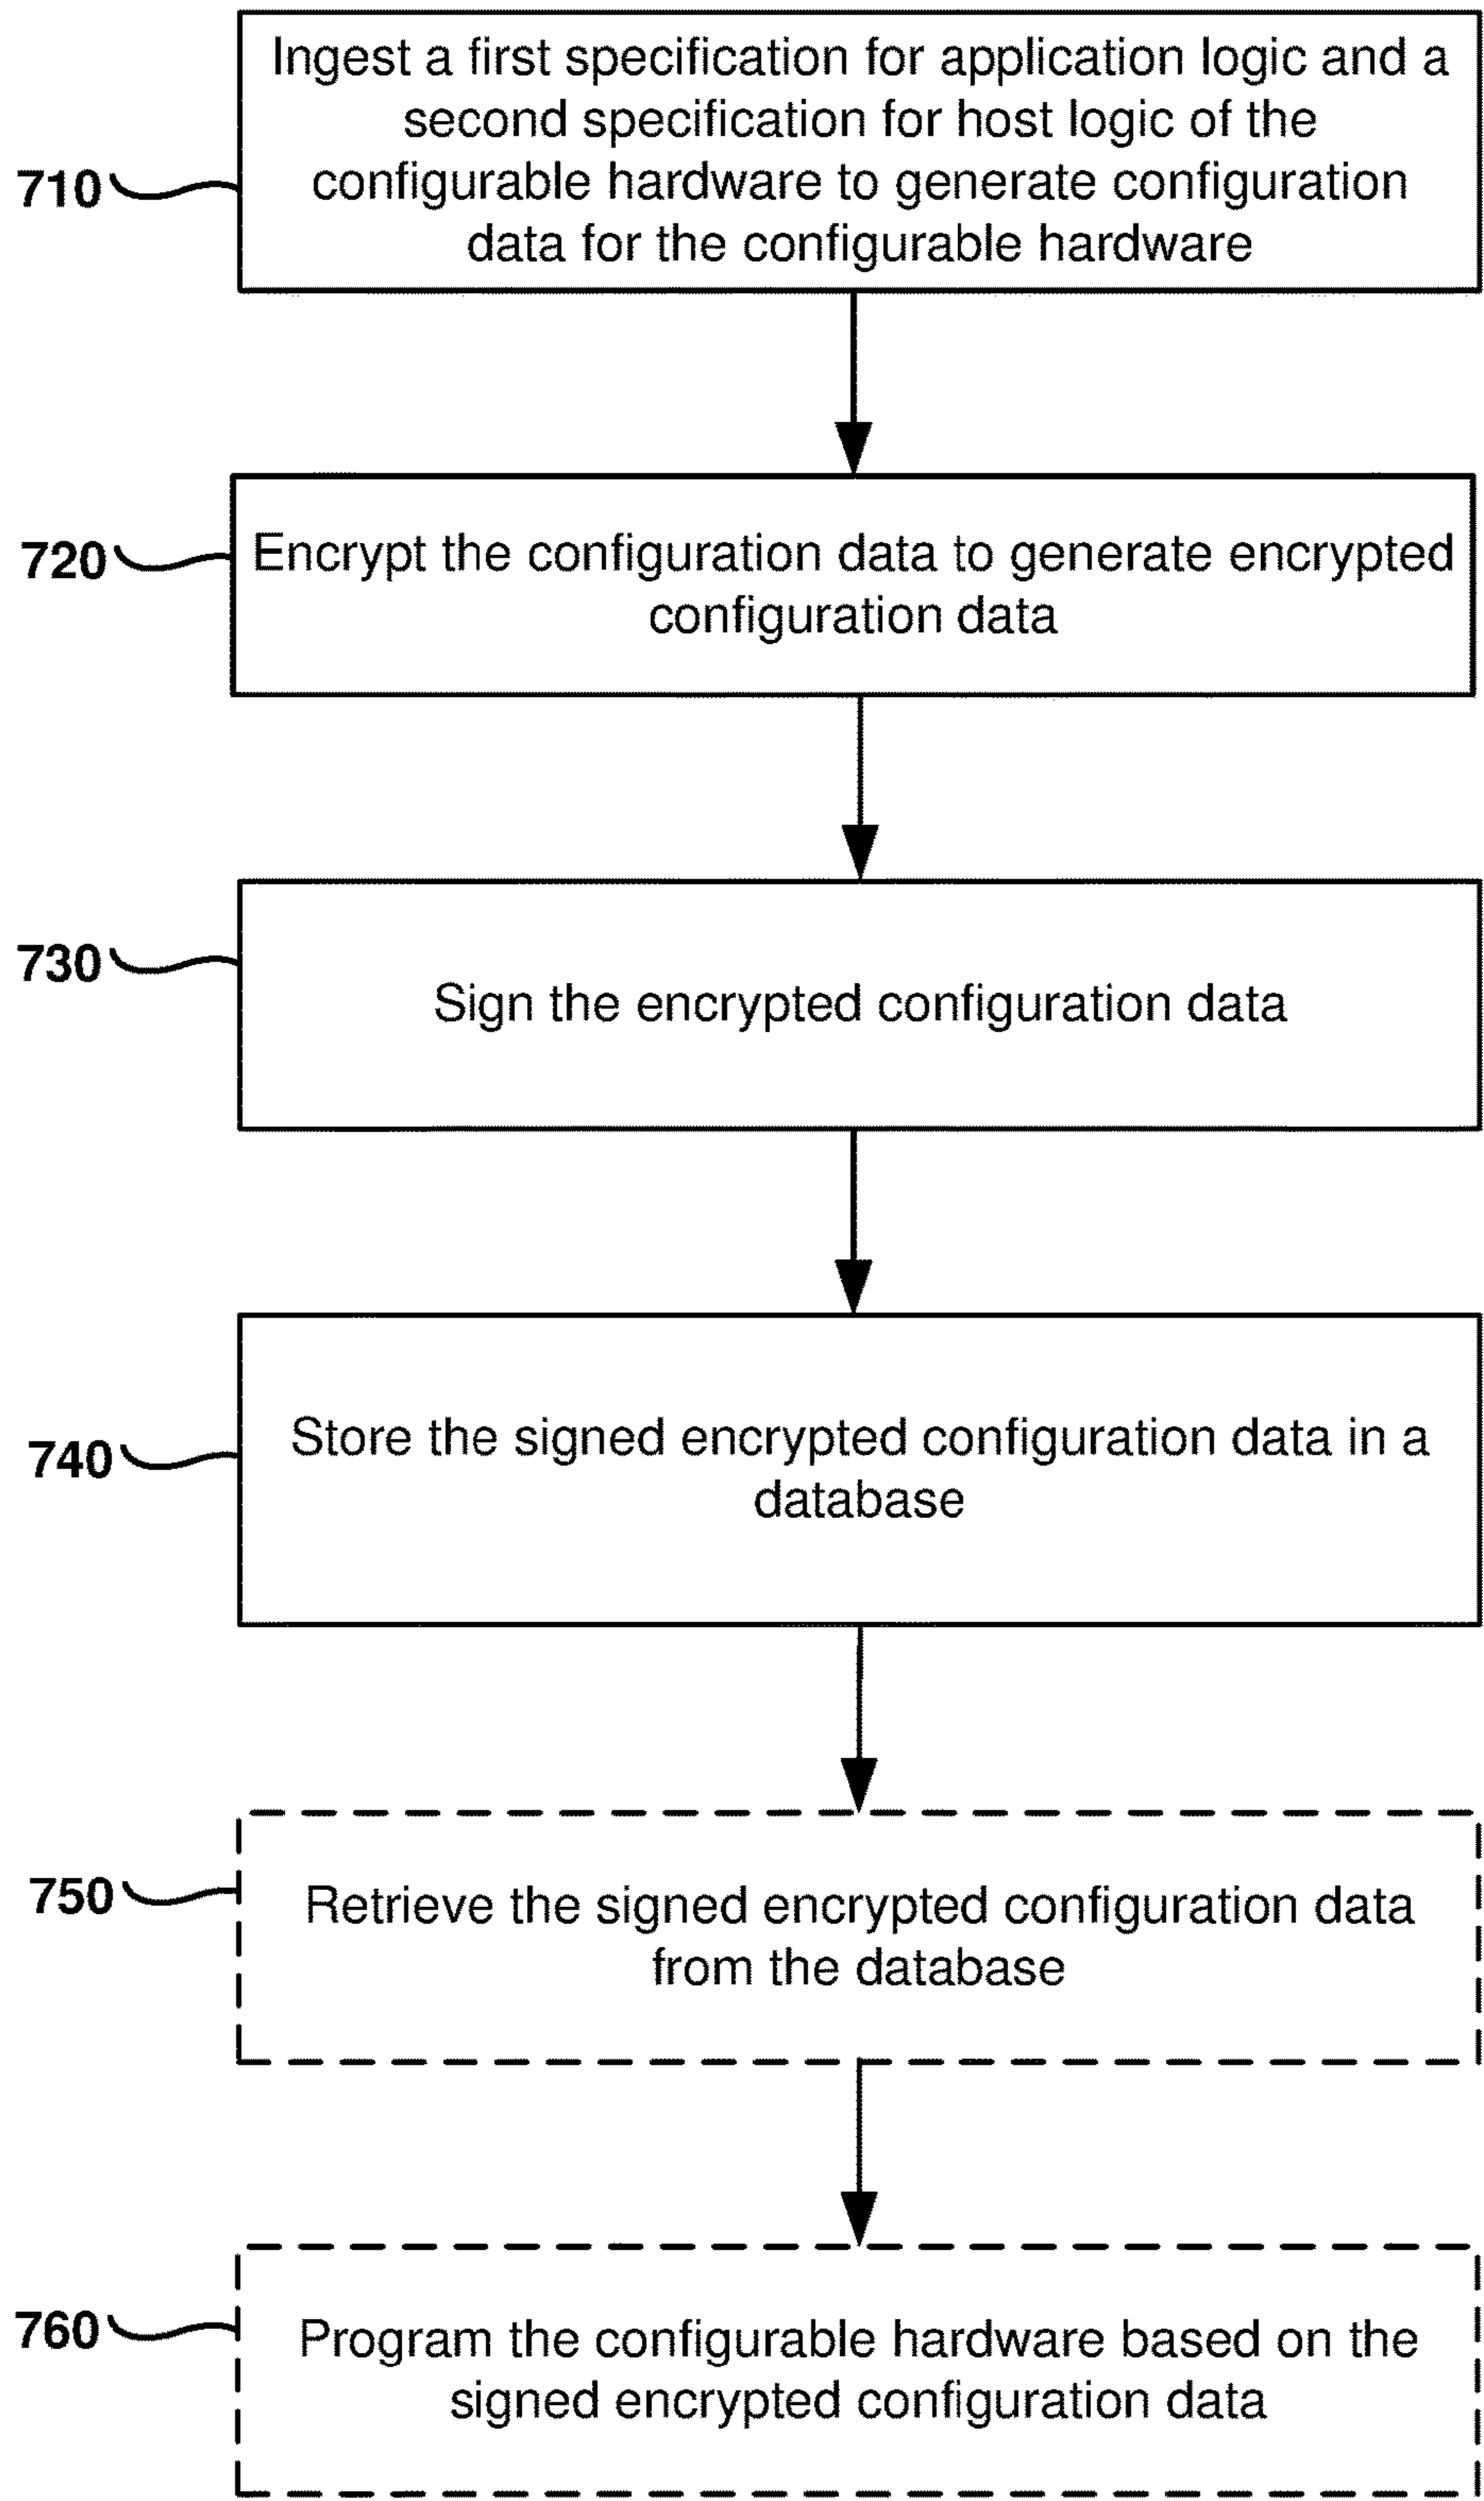 Ingest a first specification for application logic and a
second specification for host logic of the
configurable hardware to generate configuration
data for the configurable hardware
710
Encrypt the configuration data to generate encrypted
configuration data
720
Sign the encrypted configuration data
730
Store the signed encrypted configuration data in a
database
740
Retrieve the signed encrypted configuration data
from the database
750
Program the configurable hardware based on the
signed encrypted configuration data
760